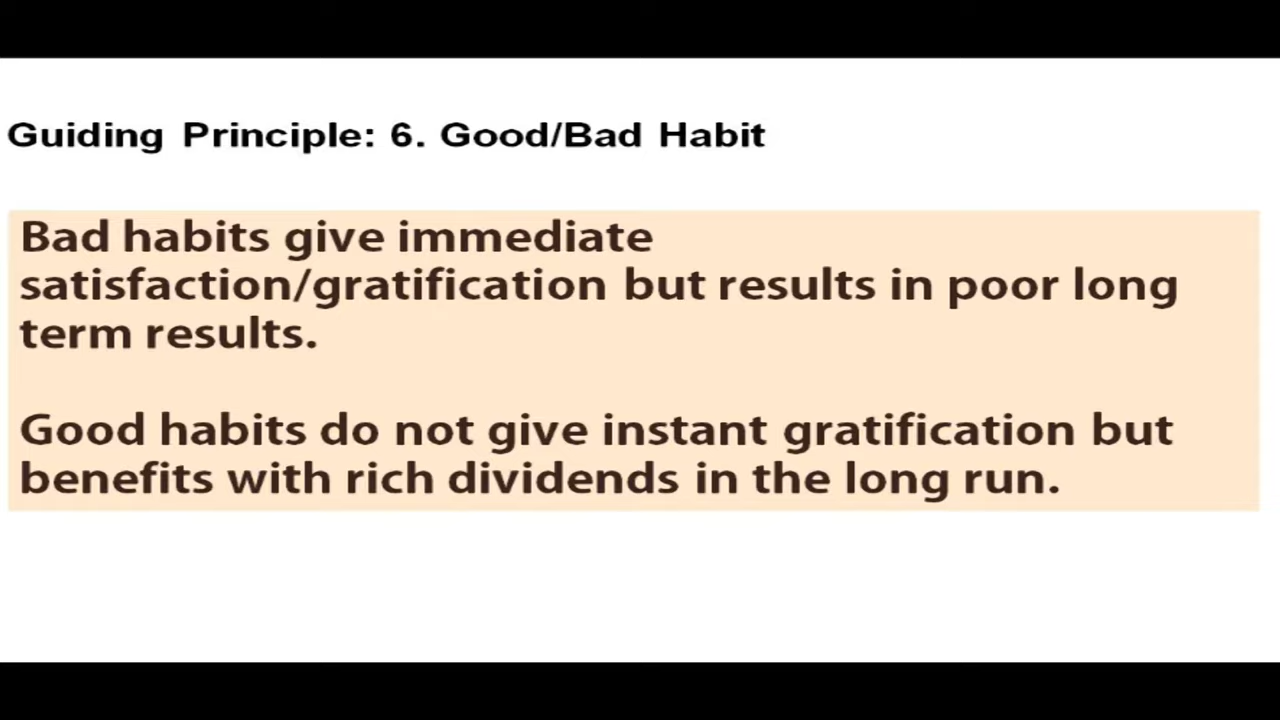 Guiding Principle: 6. Good/Bad Habit
Bad habits give immediate
satisfaction/gratification but results in poor long
term results.
Good habits do not give instant gratification but
benefits with rich dividends in the long run.